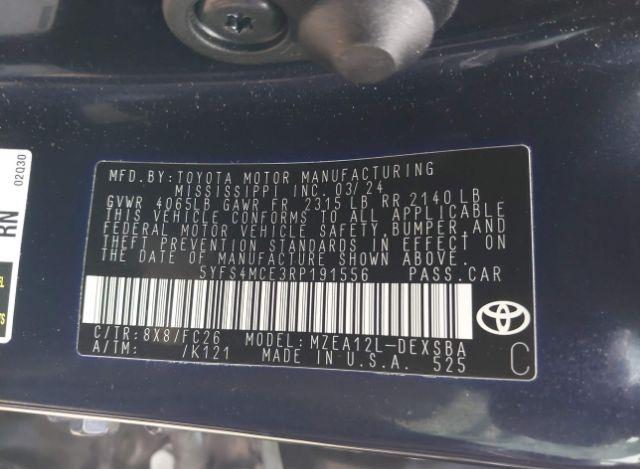 MFD.BY:TOYOTA MOTOR MANUFACTURING
MISSISSIPPI INC.03/24
GVWR 4065LB GAWR FR 2315 LB RR 2140 LB
THIS VEHICLE CONFORMS TO ALL APPLICABLE
FEDERAL MOTOR VEHICLE SAFETY,BUMPER,AND
THEFT PREVENTION STANDARDS IN EFFECT ON
THE DATE OF MANUFACTURE SHOWN ABOVE.
5YFS4MCE3RP191556 PASS.CAR
C/TR:8X8/FC26 MODEL:MZEA12L-DEXSBA
A/TM: /K121 MADE IN U.S.A. 525
C
02Q30
RN